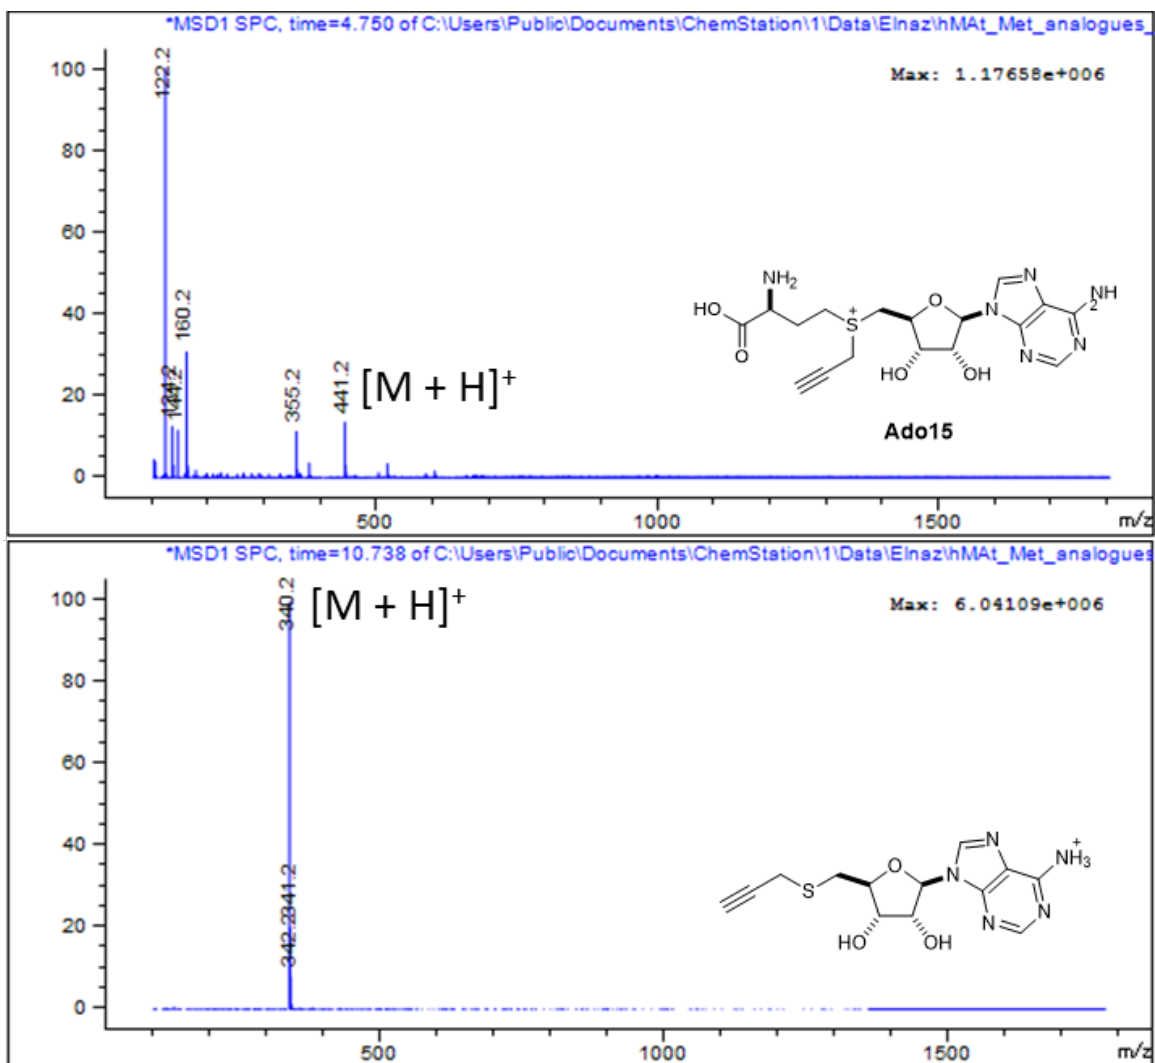 *MSD1 SPC, time=4.750 of C:\Users\Public\Documents\ChemStation\1\Data\Elnaz\hMAt_Met_analogues_
Max: 1.17658e+006
100
80
60
40
20
0
122.2
160.2
144.2
355.2
441.2
[M + H]+
HO
O
NH2
S+
O
HO
OH
N
N
N
N
NH
2
Ado15
500
1000
1500
m/z
*MSD1 SPC, time=10.738 of C:\Users\Public\Documents\ChemStation\1\Data\Elnaz\hMAt_Met_analogues
Max: 6.04109e+006
100
80
60
40
20
0
340.2
341.2
342.2
[M + H]+
S
O
HO
OH
N
N
N
N
NH3+
500
1000
1500
m/z